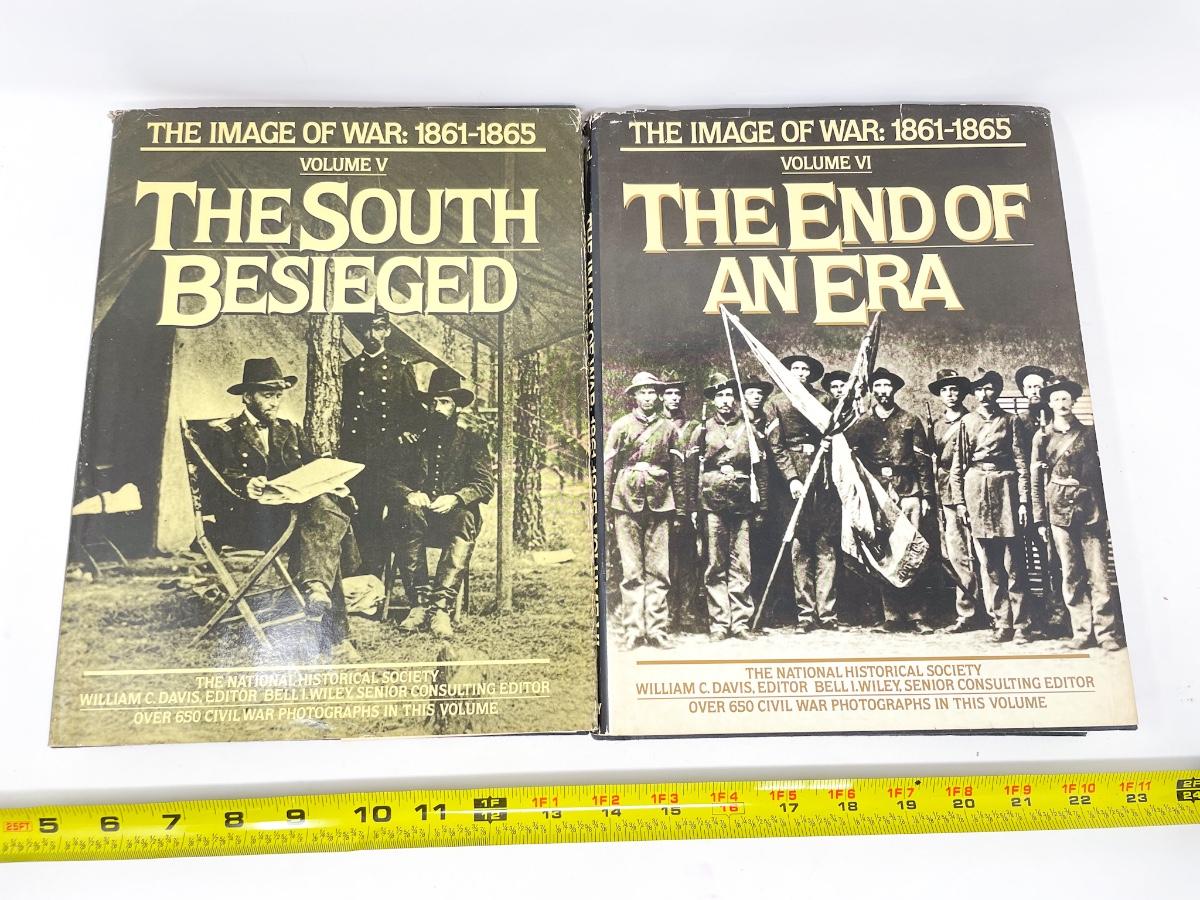 THE IMAGE OF WAR: 1861-1865
VOLUME V
THE SOUTH
BESIEGED
THE NATIONAL HISTORICAL SOCIETY
WILLIAM C. DAVIS, EDITOR BELL I. WILEY, SENIOR CONSULTING EDITOR
OVER 650 CIVIL WAR PHOTOGRAPHS IN THIS VOLUME
THE IMAGE OF WAR: 1861-1865
VOLUME VI
THE END OF
AN ERA
THE NATIONAL HISTORICAL SOCIETY
WILLIAM C. DAVIS, EDITOR BELL I. WILEY, SENIOR CONSULTING EDITOR
OVER 650 CIVIL WAR PHOTOGRAPHS IN THIS VOLUME
1F 1F1 1F2 1F3 1F4 1F5 1F6 1F7 1F8 1F9 1F10 1F11 2F
25FT 5 6 7 8 9 10 11 12 13 14 15 16 17 18 19 20 21 22 23 24